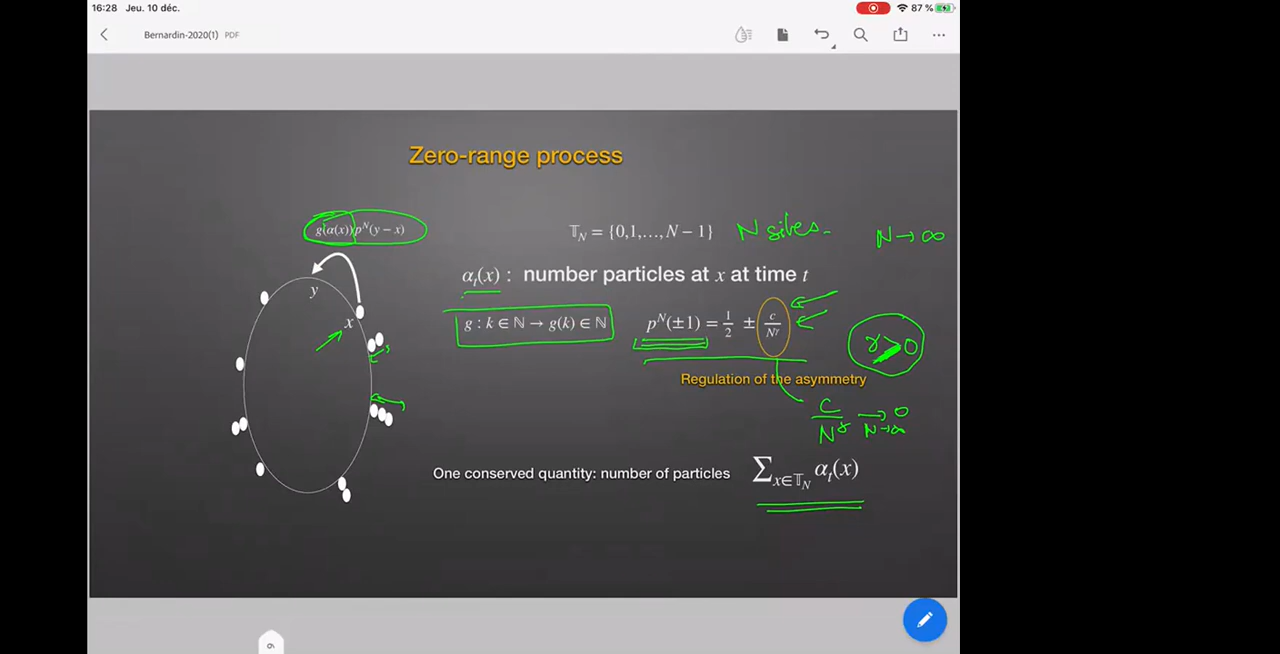 16:28 Jeu. 10 déc.
87 %
Bernardin-2020(1) PDF
Zero-range process
g(α(x))p^N(y − x)
𝕋_N = {0,1,…,N − 1} N sites. N → ∞
α_t(x) : number particles at x at time t
y
x
g : k ∈ ℕ → g(k) ∈ ℕ
p^N(±1) = 1/2 ± c/N^γ
γ > 0
Regulation of the asymmetry
C/N^γ → 0
N→∞
One conserved quantity: number of particles ∑_{x∈𝕋_N} α_t(x)
6